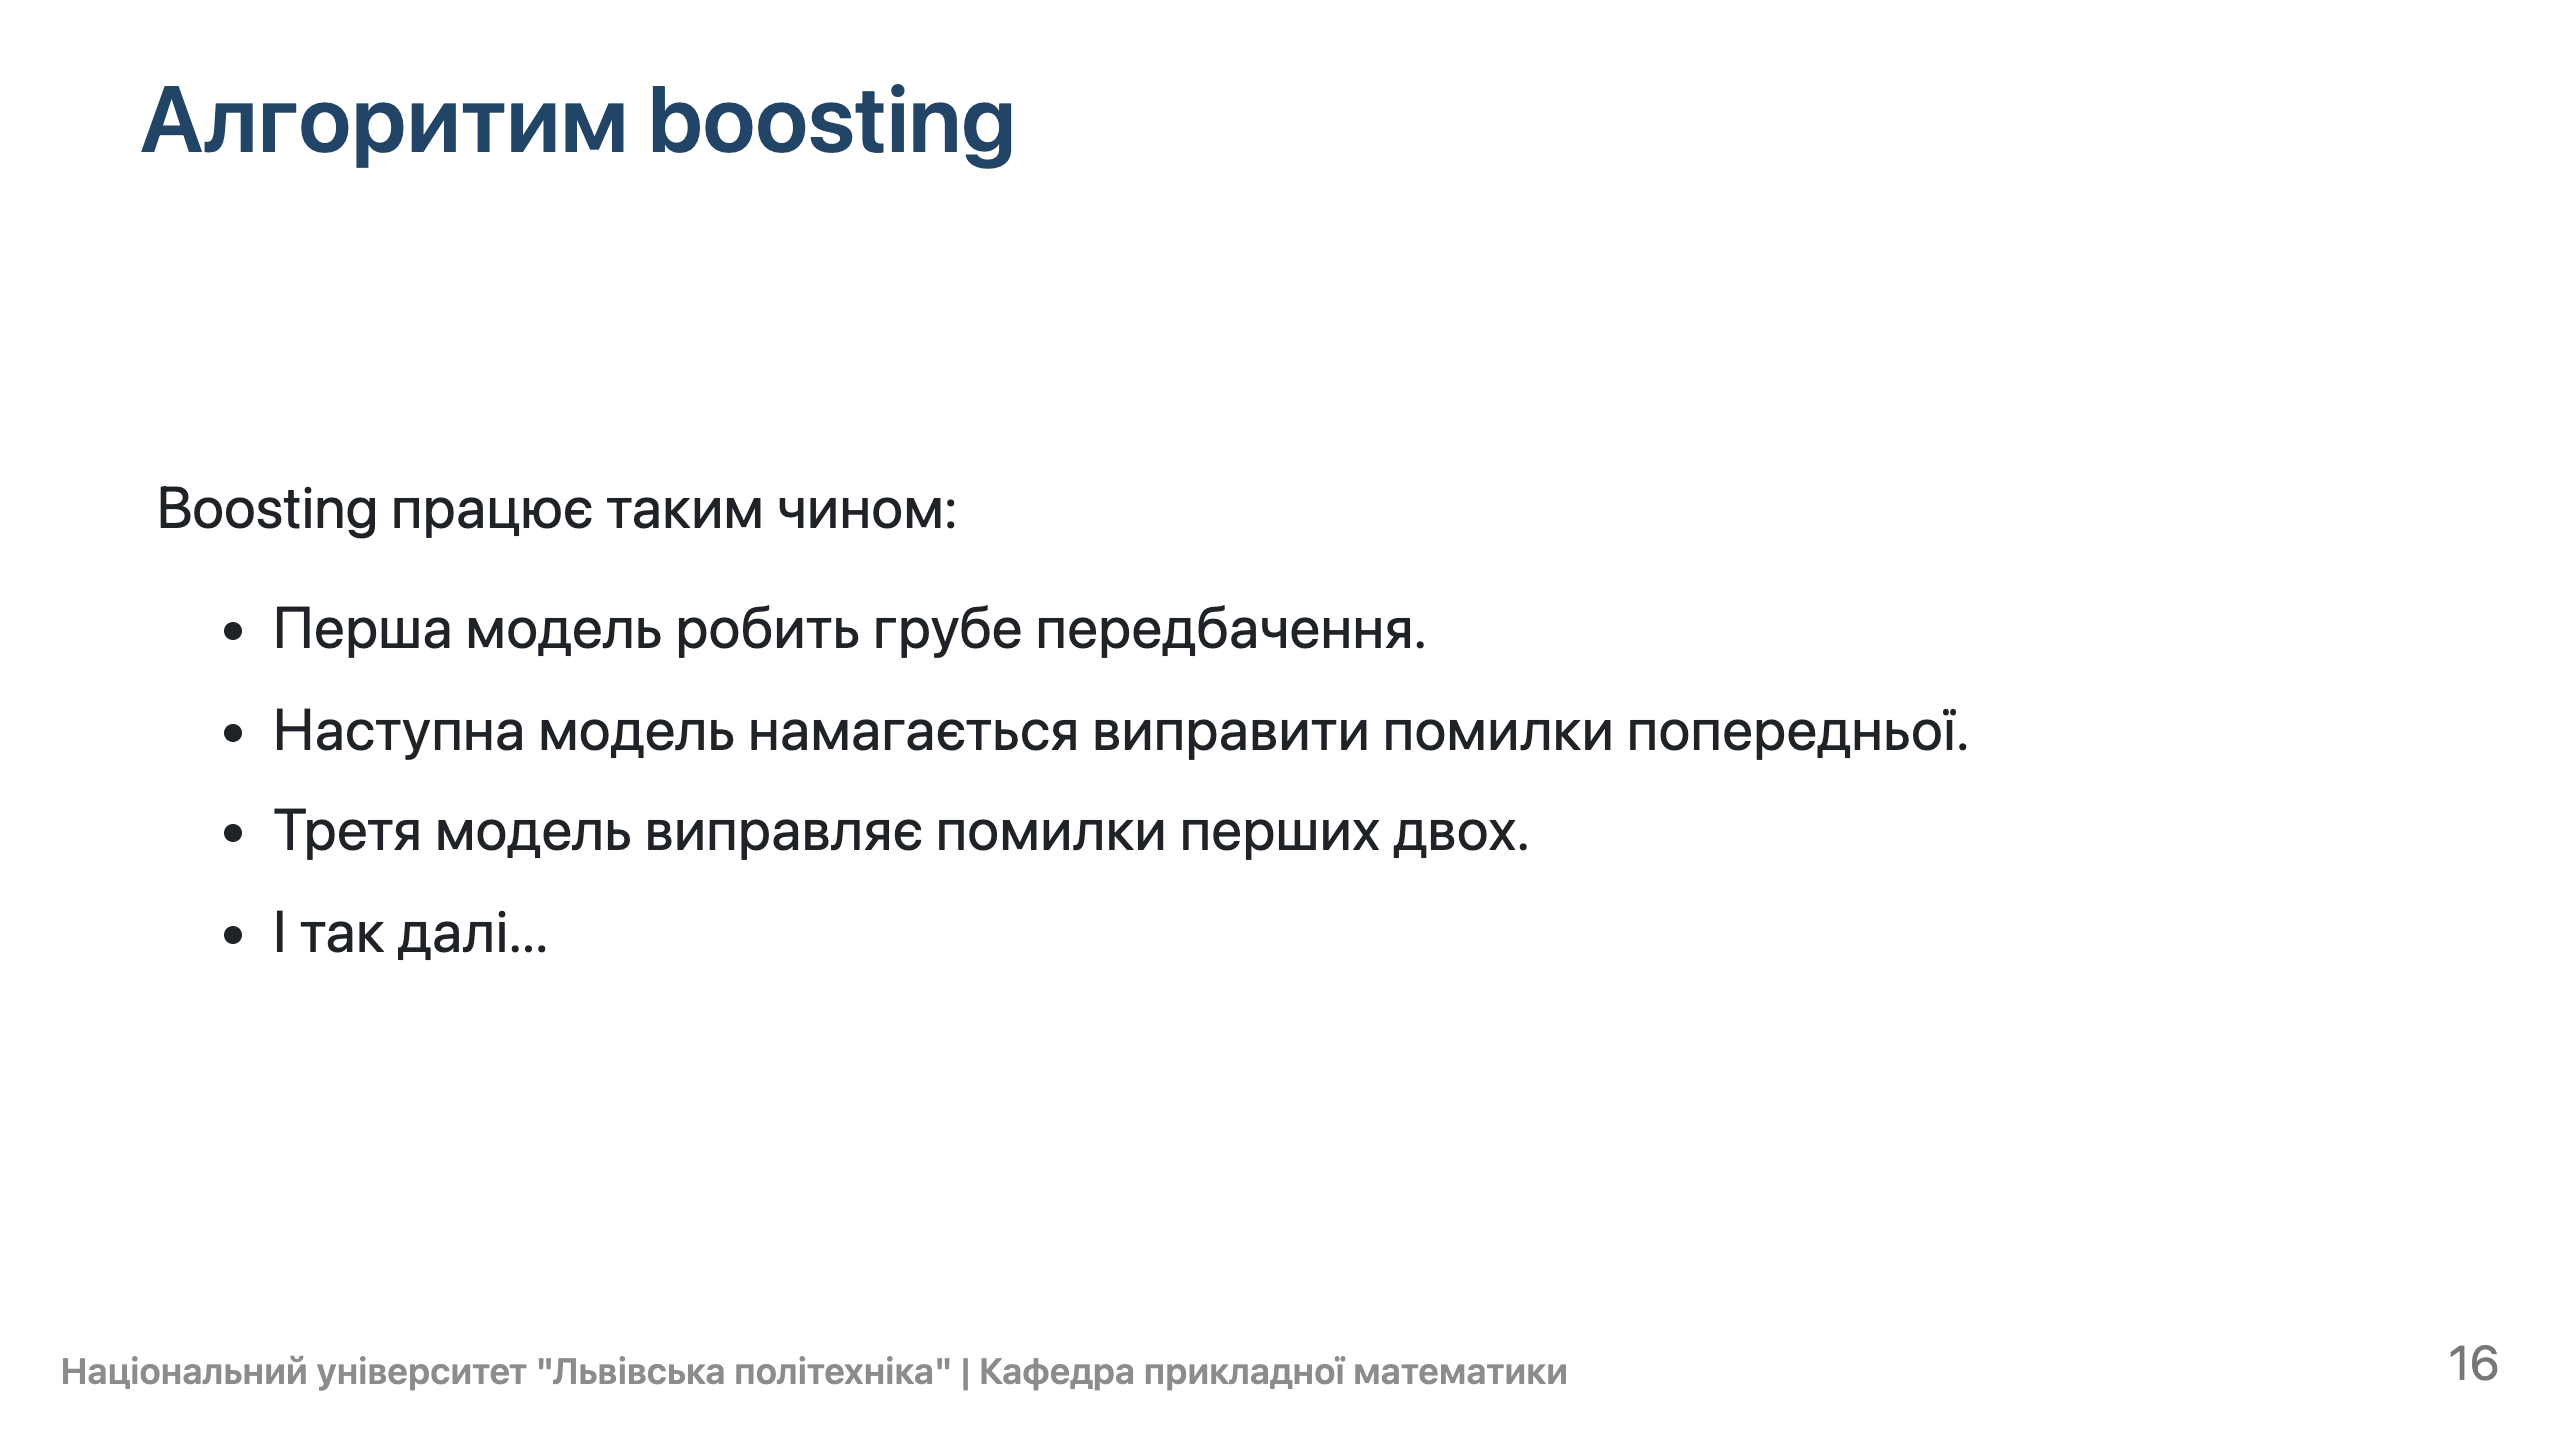 Алгоритим boosting
Boosting працює таким чином:
• Перша модель робить грубе передбачення.
• Наступна модель намагається виправити помилки попередньої.
• Третя модель виправляє помилки перших двох.
• І так далі...
Національний університет "Львівська політехніка" | Кафедра прикладної математики
16